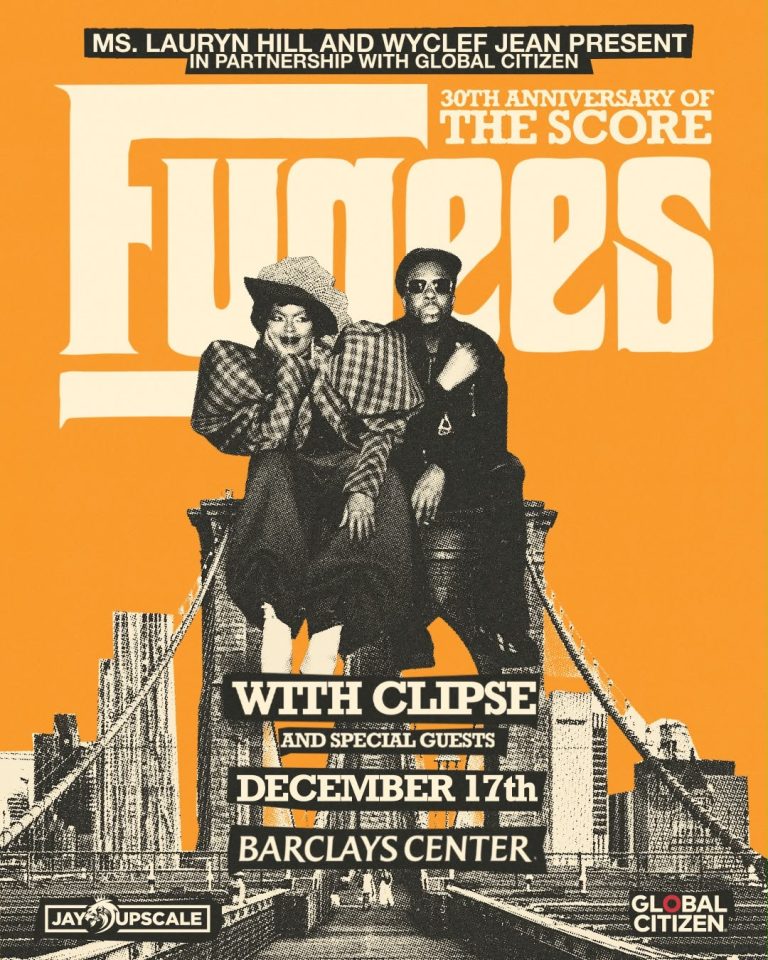 MS. LAURYN HILL AND WYCLEF JEAN PRESENT
IN PARTNERSHIP WITH GLOBAL CITIZEN
30TH ANNIVERSARY OF
THE SCORE
Fugees
WITH CLIPSE
AND SPECIAL GUESTS
DECEMBER 17th
BARCLAYS CENTER
JAY UPSCALE
GLOBAL
CITIZEN